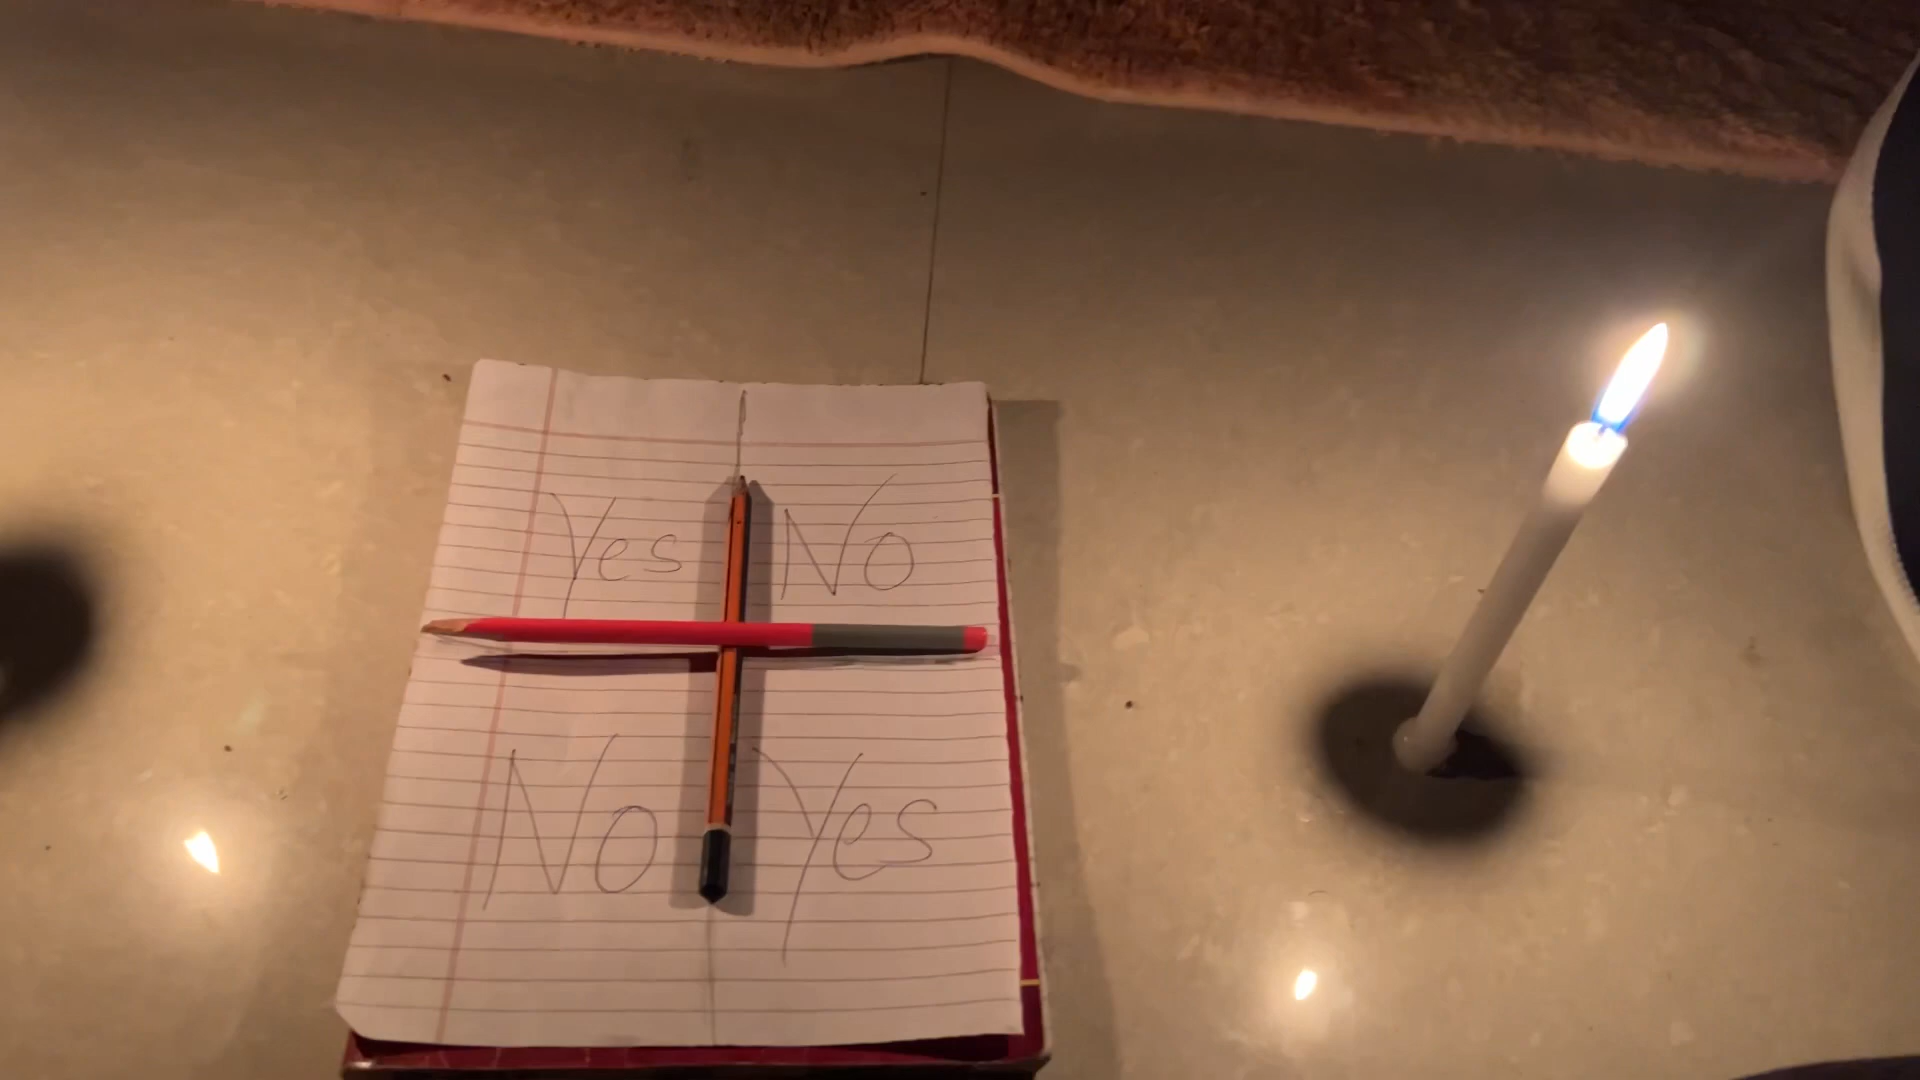 Yes No
No Yes